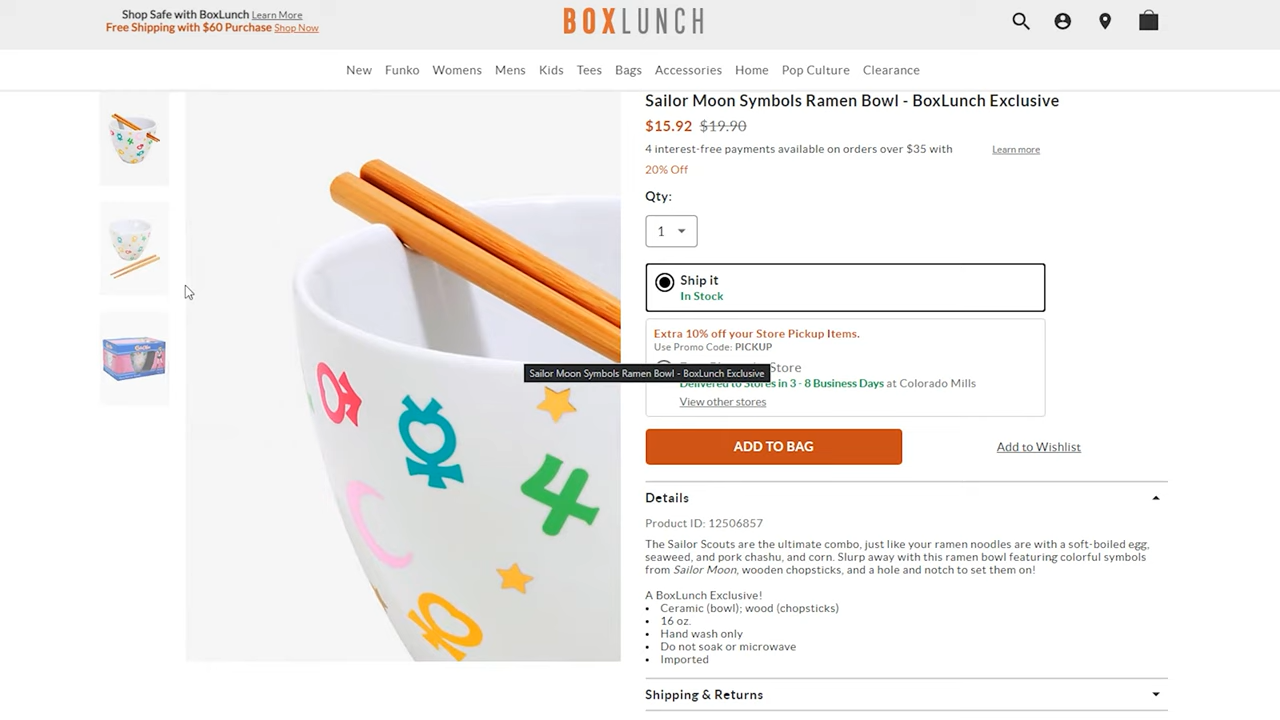 Shop Safe with BoxLunch Learn More
Free Shipping with $60 Purchase Shop Now
BOXLUNCH
New Funko Womens Mens Kids Tees Bags Accessories Home Pop Culture Clearance
Sailor Moon Symbols Ramen Bowl - BoxLunch Exclusive
$15.92 $19.90
4 interest-free payments available on orders over $35 with
Learn more
20% Off
Qty:
1
Ship it
In Stock
Extra 10% off your Store Pickup Items.
Use Promo Code: PICKUP
Store
Sailor Moon Symbols Ramen Bowl - BoxLunch Exclusive
Delivered to Stores in 3 - 8 Business Days at Colorado Mills
View other stores
ADD TO BAG
Add to Wishlist
Details
Product ID: 12506857
The Sailor Scouts are the ultimate combo, just like your ramen noodles are with a soft-boiled egg,
seaweed, and pork chashu, and corn. Slurp away with this ramen bowl featuring colorful symbols
from Sailor Moon, wooden chopsticks, and a hole and notch to set them on!
A BoxLunch Exclusive!
• Ceramic (bowl); wood (chopsticks)
• 16 oz.
• Hand wash only
• Do not soak or microwave
• Imported
Shipping & Returns